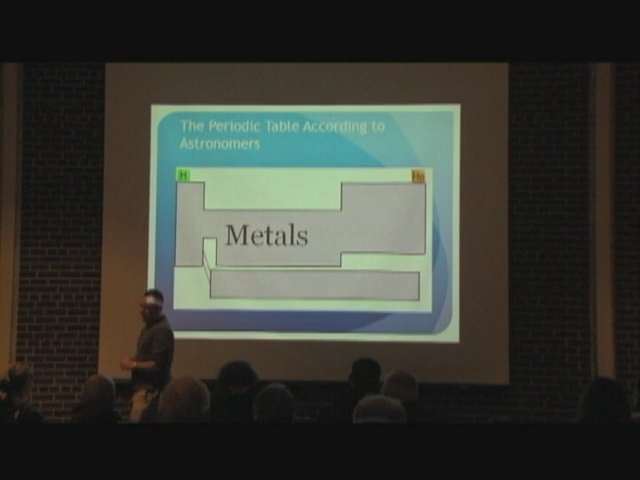 The Periodic Table According to
Astronomers
H
He
Metals